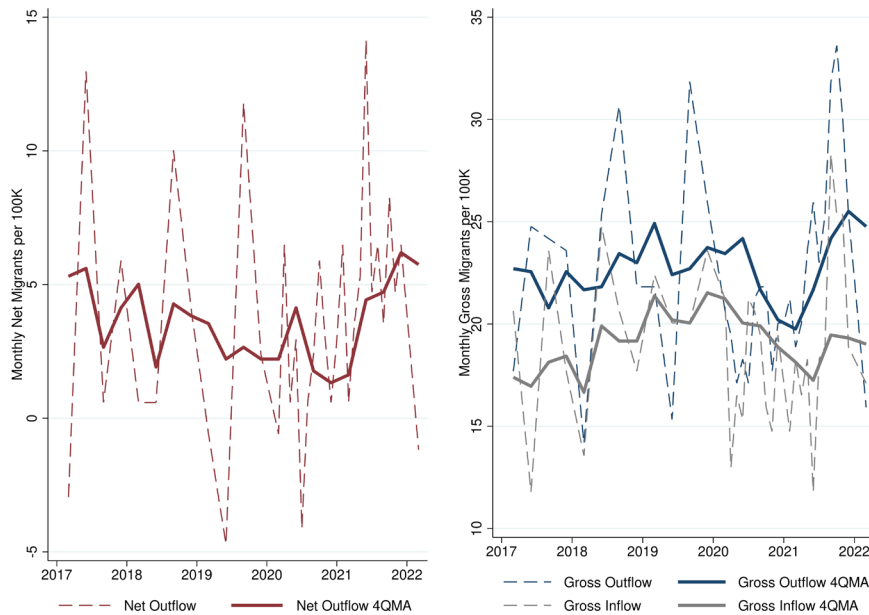 Monthly Net Migrants per 100K
15
10
5
0
-5
2017 2018 2019 2020 2021 2022
Net Outflow Net Outflow 4QMA
Monthly Gross Migrants per 100K
35
30
25
20
15
10
2017 2018 2019 2020 2021 2022
Gross Outflow Gross Outflow 4QMA
Gross Inflow Gross Inflow 4QMA